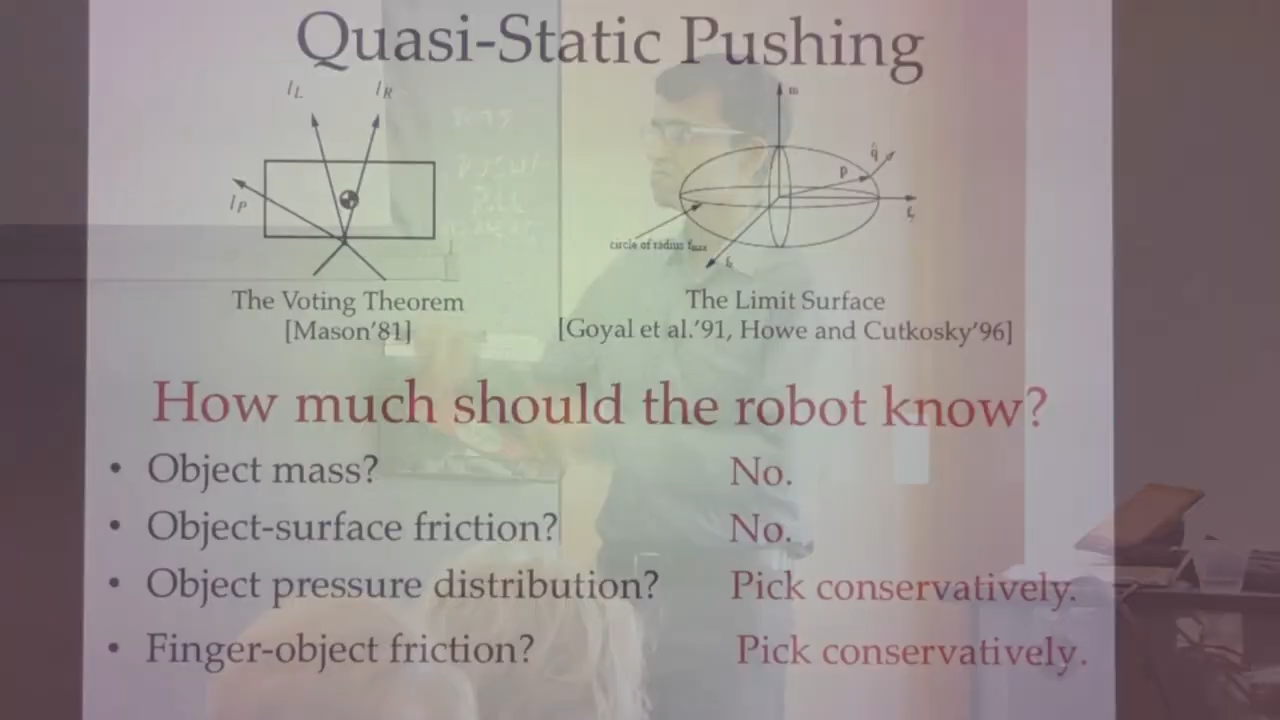 Quasi-Static Pushing
l_L l_R
m
q̂
p
l_P
circle of radius f_max
The Voting Theorem
The Limit Surface
[Mason'81]
[Goyal et al.'91, Howe and Cutkosky'96]
How much should the robot know?
• Object mass? No.
• Object-surface friction? No.
• Object pressure distribution? Pick conservatively.
• Finger-object friction? Pick conservatively.